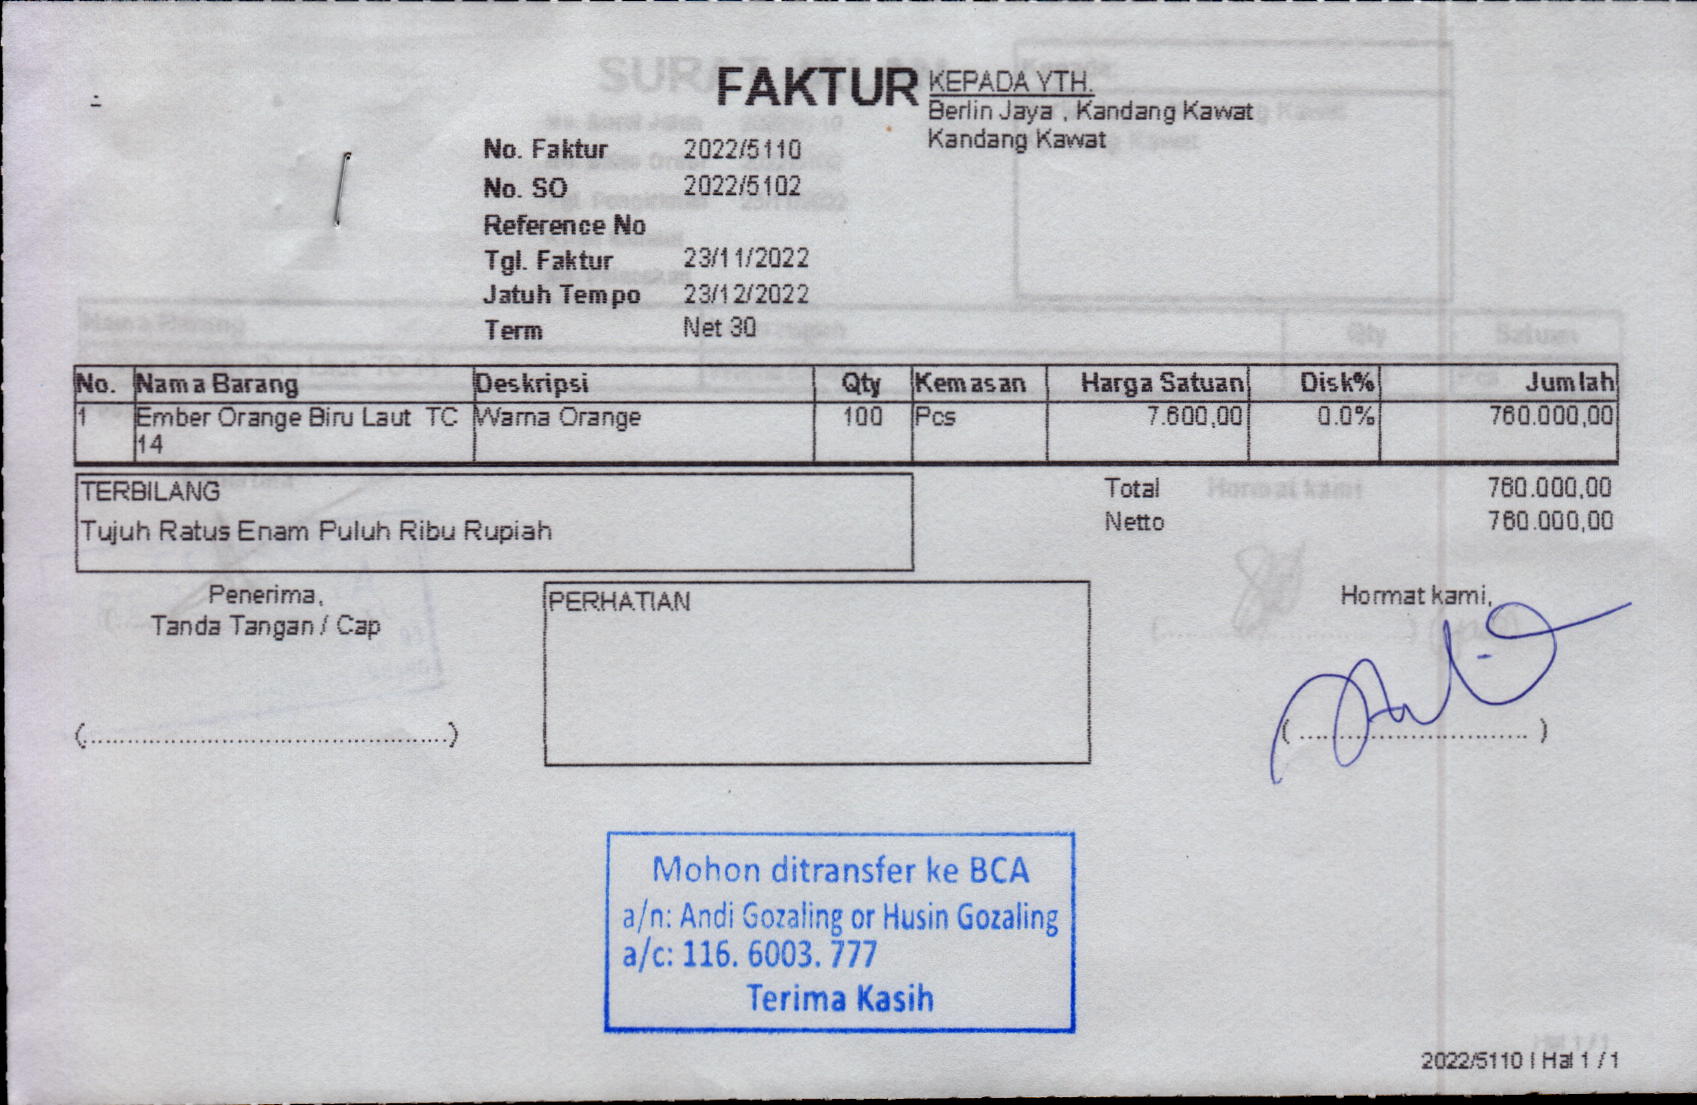 FAKTUR
KEPADA YTH.
Berlin Jaya , Kandang Kawat
Kandang Kawat
No. Faktur 2022/5110
No. SO 2022/5102
Reference No
Tgl. Faktur 23/11/2022
Jatuh Tempo 23/12/2022
Term Net 30
No. Nama Barang Deskripsi Qty Kemasan Harga Satuan Disk% Jumlah
1 Ember Orange Biru Laut TC Warna Orange 100 Pcs 7.600,00 0.0% 760.000,00
14
TERBILANG
Tujuh Ratus Enam Puluh Ribu Rupiah
Total 760.000,00
Netto 760.000,00
Penerima,
Tanda Tangan / Cap
(................................................)
PERHATIAN
Hormat kami,
( .............................. )
Mohon ditransfer ke BCA
a/n: Andi Gozaling or Husin Gozaling
a/c: 116. 6003. 777
Terima Kasih
2022/5110 | Hal 1 / 1